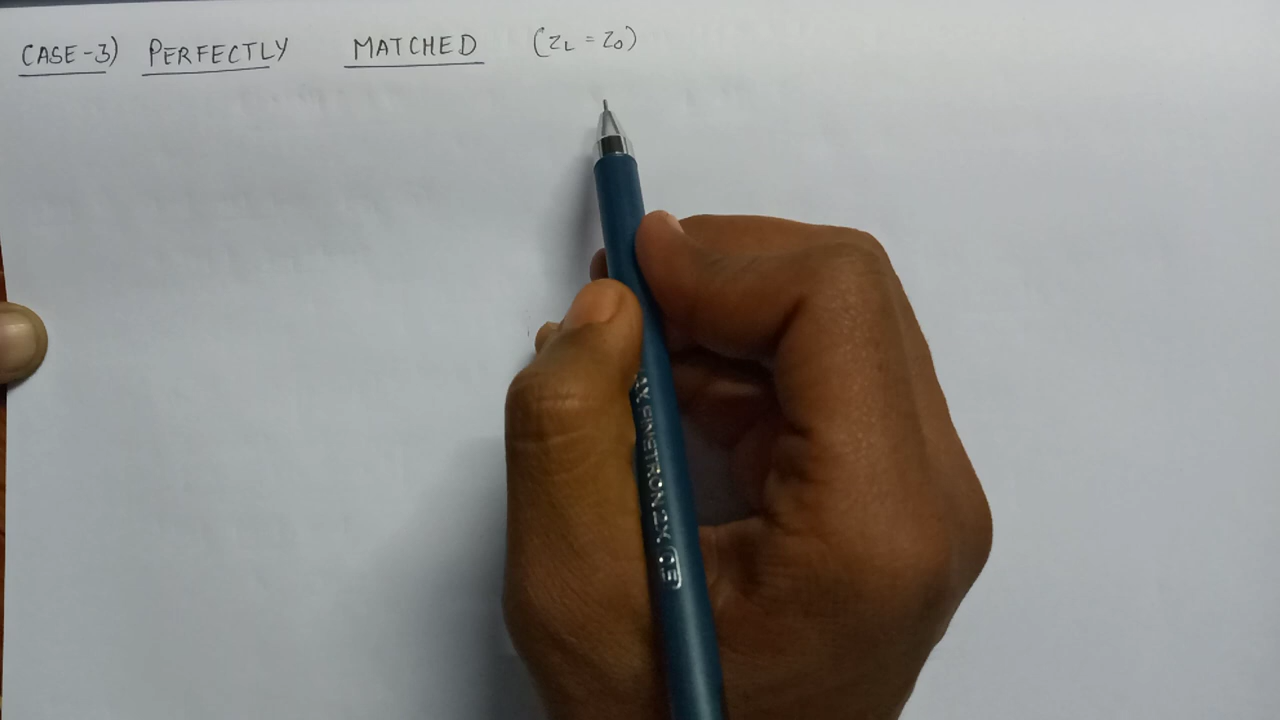 CASE-3) PERFECTLY MATCHED (ZL = Z0)